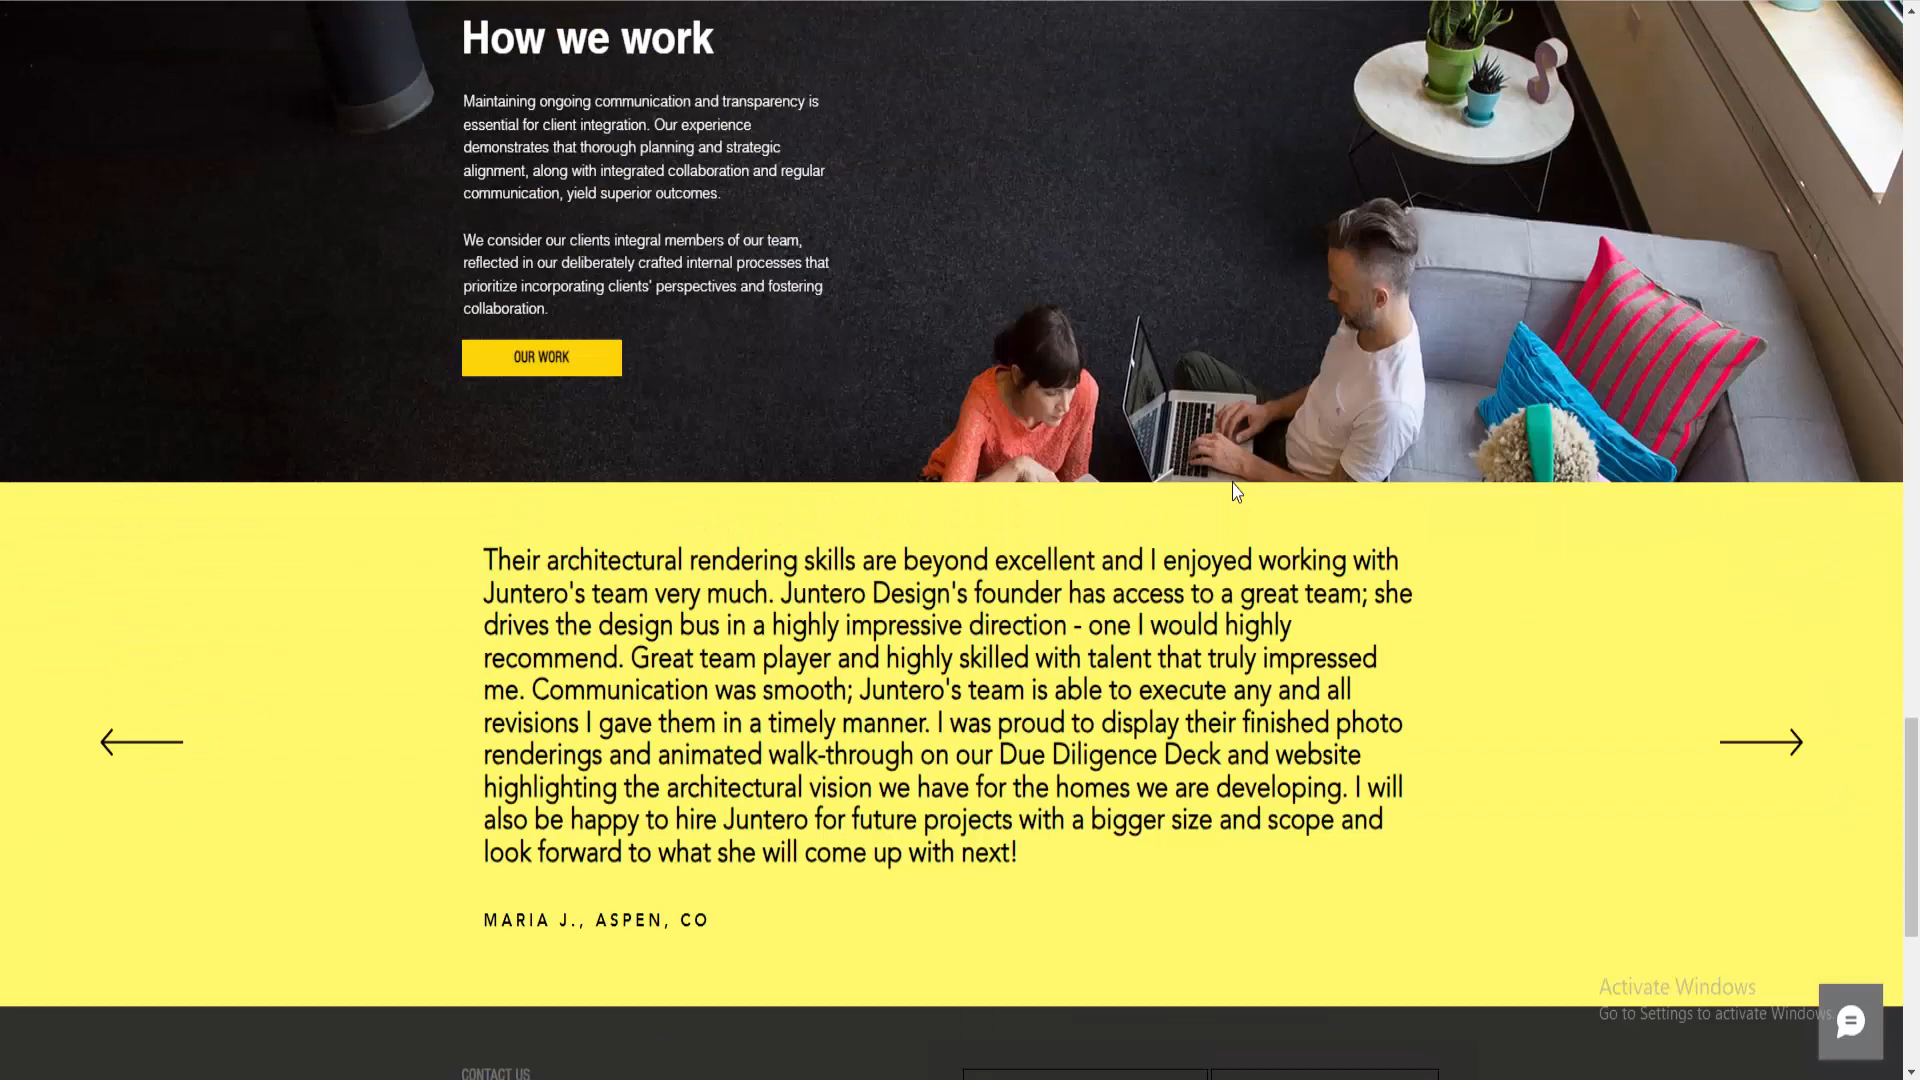 How we work
Maintaining ongoing communication and transparency is
essential for client integration. Our experience
demonstrates that thorough planning and strategic
alignment, along with integrated collaboration and regular
communication, yield superior outcomes.
We consider our clients integral members of our team,
reflected in our deliberately crafted internal processes that
prioritize incorporating clients' perspectives and fostering
collaboration.
OUR WORK
Their architectural rendering skills are beyond excellent and I enjoyed working with
Juntero's team very much. Juntero Design's founder has access to a great team; she
drives the design bus in a highly impressive direction - one I would highly
recommend. Great team player and highly skilled with talent that truly impressed
me. Communication was smooth; Juntero's team is able to execute any and all
revisions I gave them in a timely manner. I was proud to display their finished photo
renderings and animated walk-through on our Due Diligence Deck and website
highlighting the architectural vision we have for the homes we are developing. I will
also be happy to hire Juntero for future projects with a bigger size and scope and
look forward to what she will come up with next!
MARIA J., ASPEN, CO
Activate Windows
Go to Settings to activate Windows.
CONTACT US